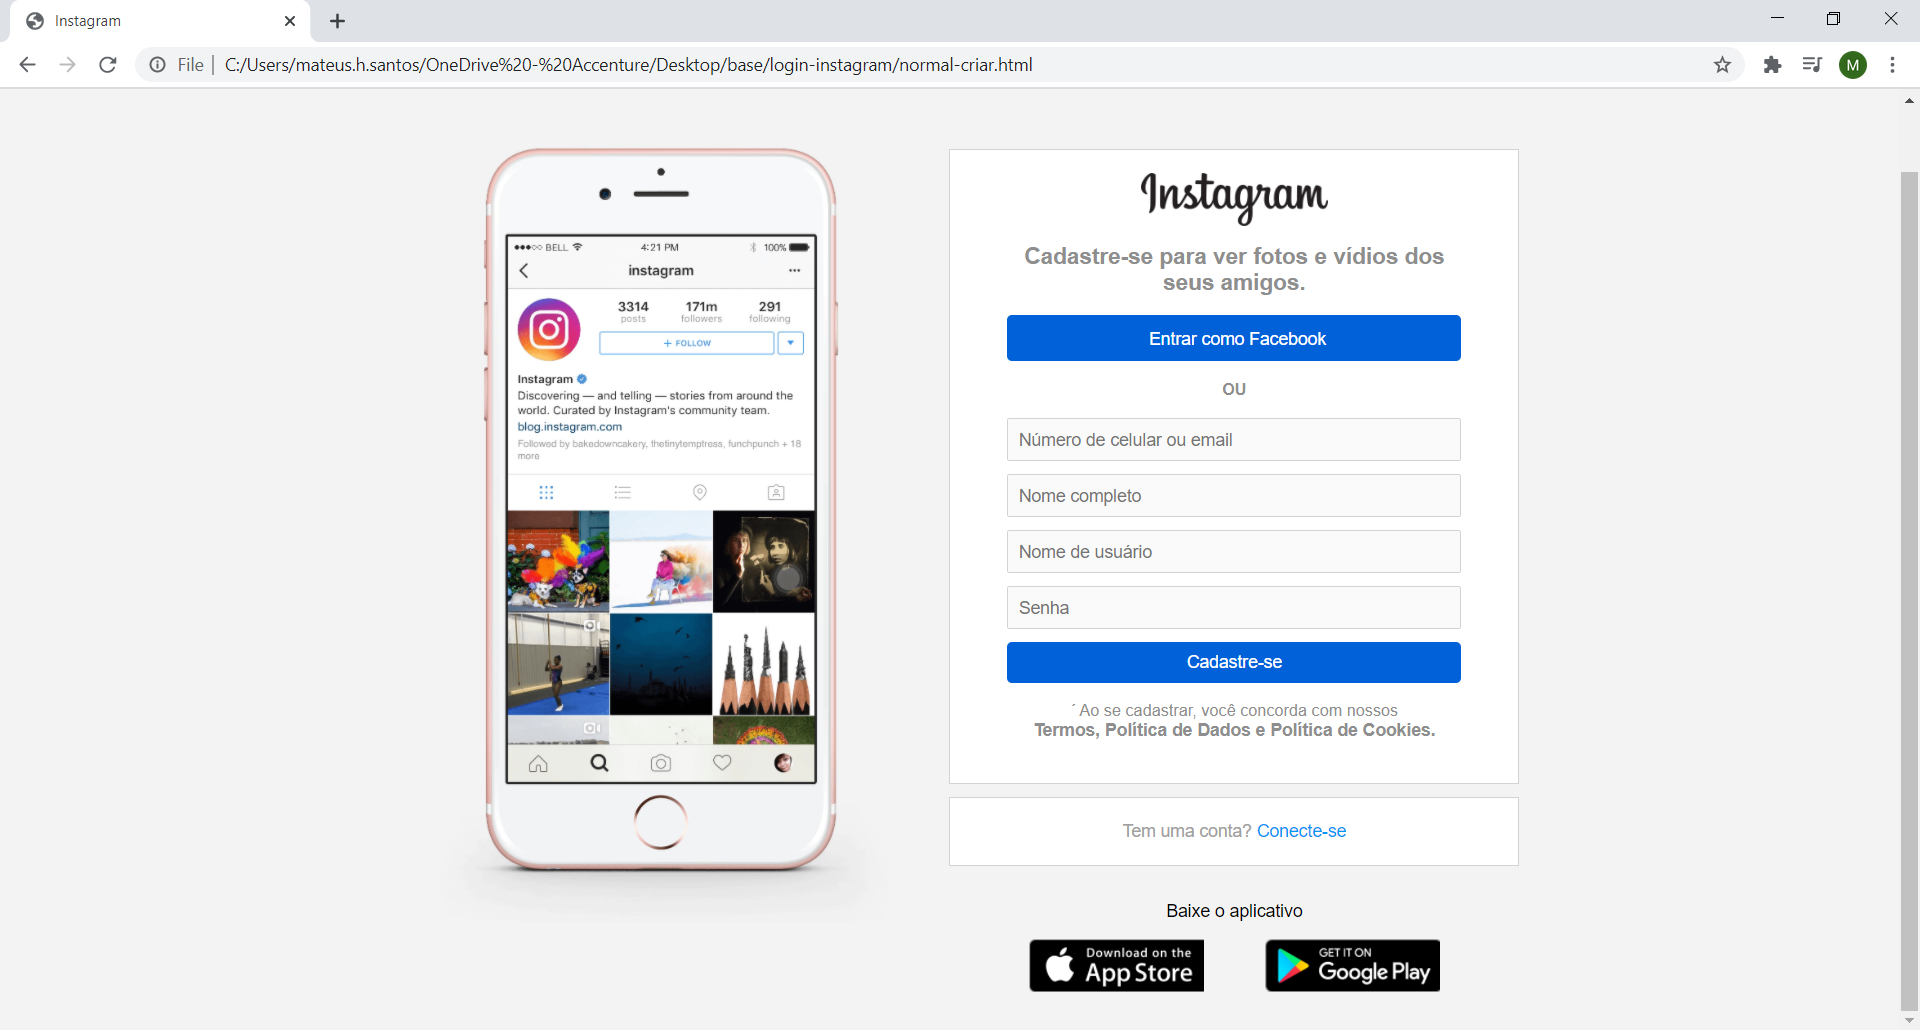 Instagram
File | C:/Users/mateus.h.santos/OneDrive%20-%20Accenture/Desktop/base/login-instagram/normal-criar.html
M
BELL 4:21 PM 100%
instagram
3314 171m 291
posts followers following
+ FOLLOW
Instagram
Discovering — and telling — stories from around the
world. Curated by Instagram's community team.
blog.instagram.com
Followed by bakedowncakery, thetinytemptress, funchpunch + 18
more
Instagram
Cadastre-se para ver fotos e vídios dos
seus amigos.
Entrar como Facebook
OU
Número de celular ou email
Nome completo
Nome de usuário
Senha
Cadastre-se
´ Ao se cadastrar, você concorda com nossos
Termos, Política de Dados e Política de Cookies.
Tem uma conta? Conecte-se
Baixe o aplicativo
Download on the
App Store
GET IT ON
Google Play